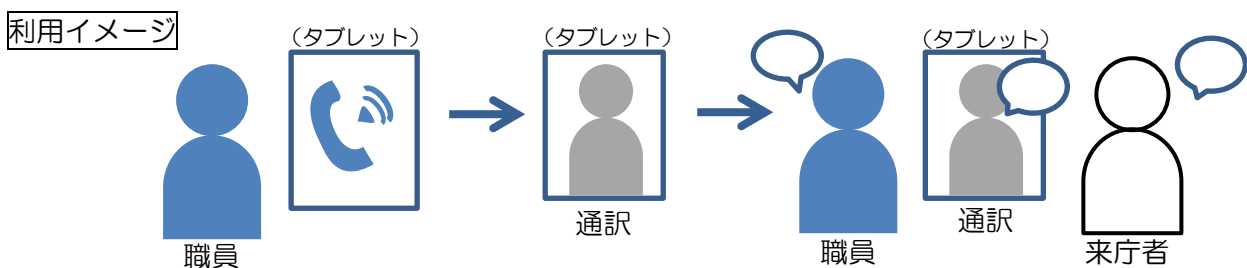 利用イメージ
（タブレット）
職員
（タブレット）
通訳
職員
（タブレット）
通訳
来庁者